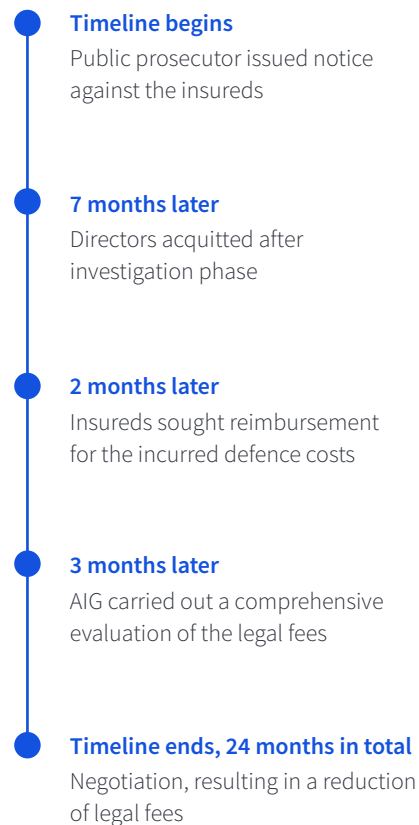 Timeline begins
Public prosecutor issued notice
against the insureds
7 months later
Directors acquitted after
investigation phase
2 months later
Insureds sought reimbursement
for the incurred defence costs
3 months later
AIG carried out a comprehensive
evaluation of the legal fees
Timeline ends, 24 months in total
Negotiation, resulting in a reduction
of legal fees